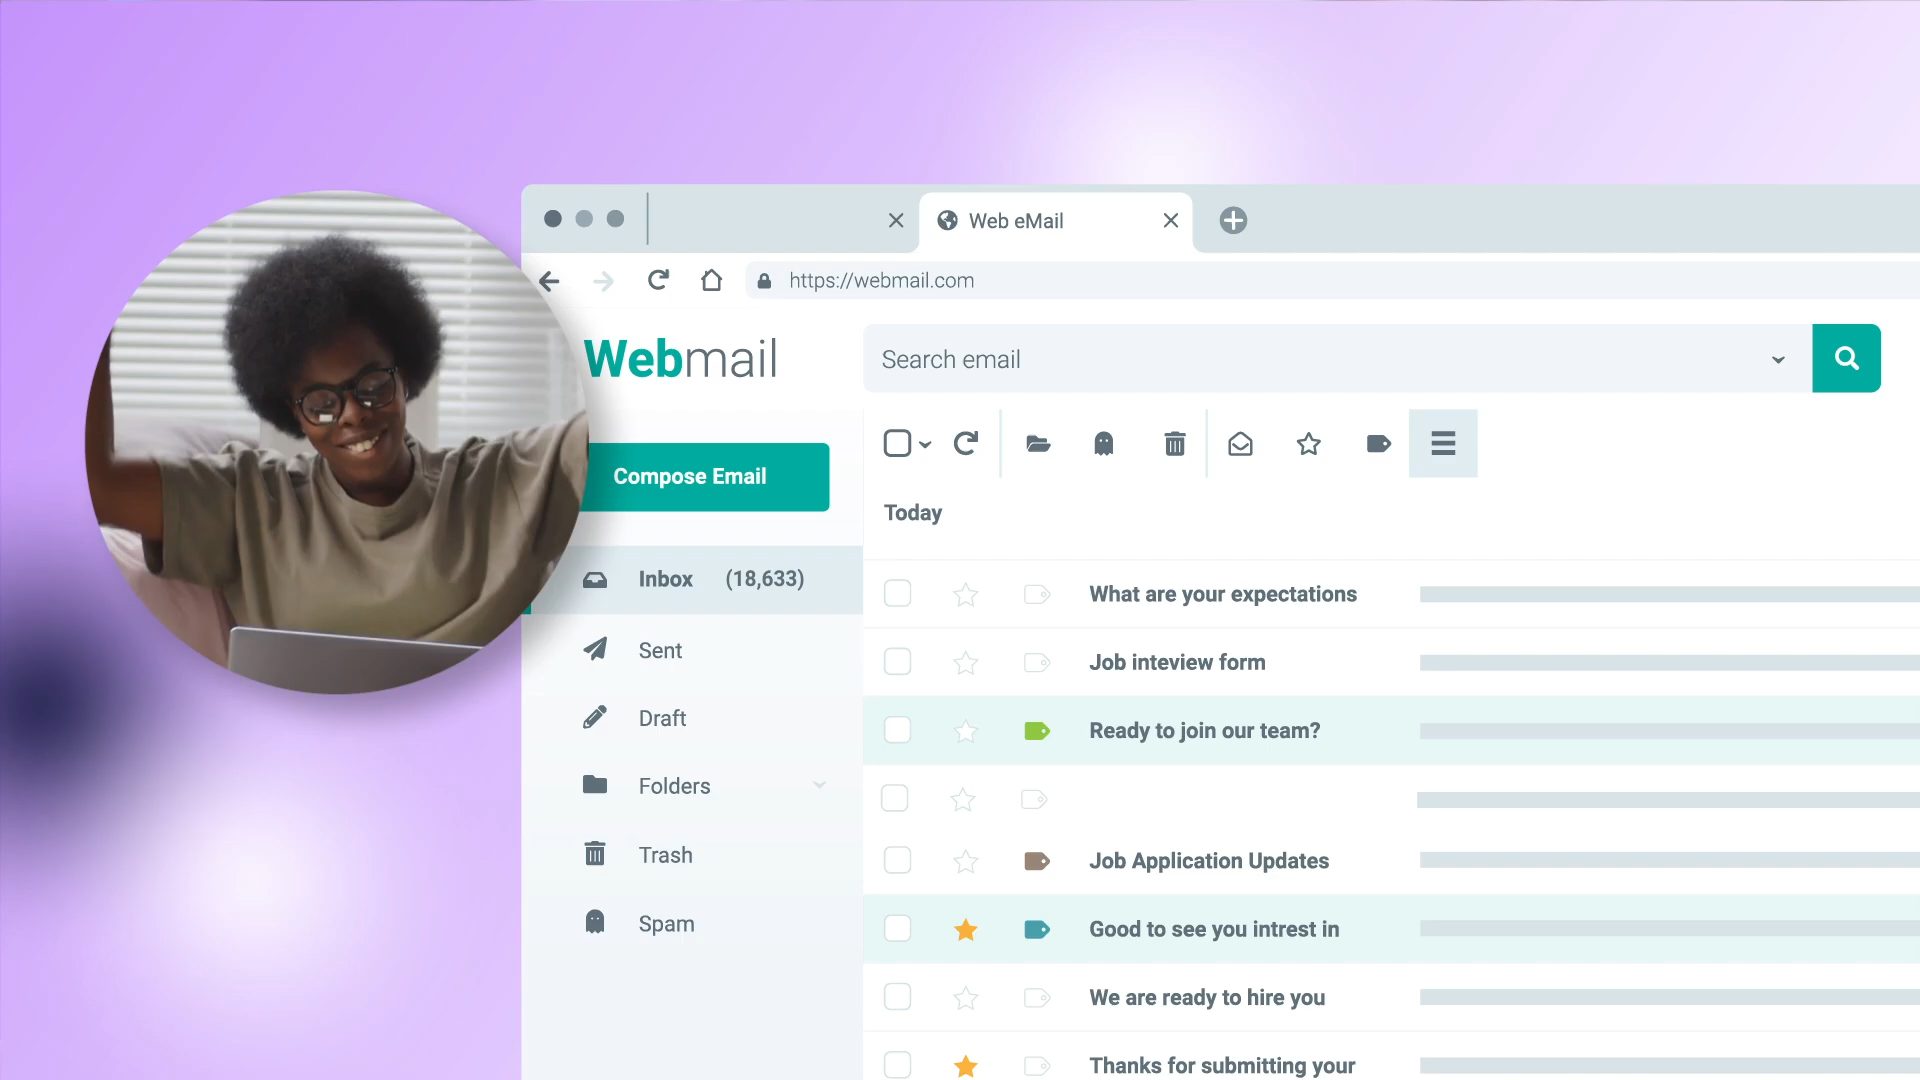 Web eMail
https://webmail.com
Webmail
Search email
Compose Email
Today
Inbox (18,633)
Sent
Draft
Folders
Trash
Spam
What are your expectations
Job inteview form
Ready to join our team?
Job Application Updates
Good to see you intrest in
We are ready to hire you
Thanks for submitting your